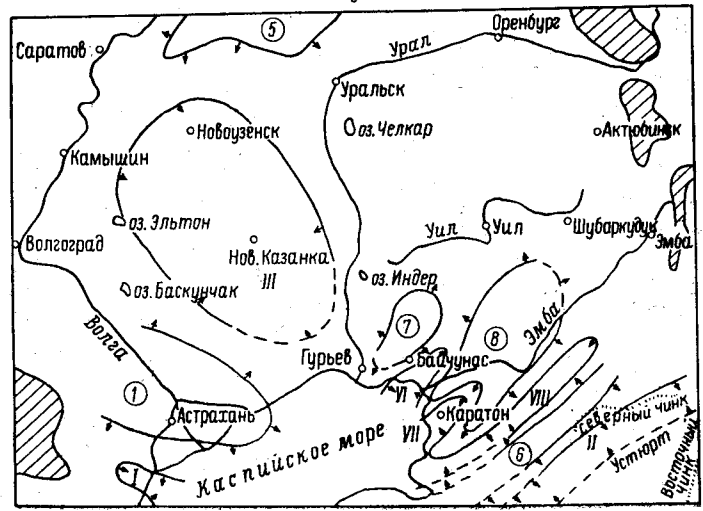 Саратов
5
Урал
Оренбург
Уральск
оз. Челкар
Новоузенск
Актюбинск
Камышин
оз. Эльтон
Уил
Уил
Шубаркудук
Эмба
Волгоград
Нов. Казанка
III
оз. Индер
оз. Баскунчак
Волга
7
8
Эмба
Гурьев
Байчунас
1
VI
Астрахань
Каратон
VIII
VII
Северный чинк
II
Каспийское море
6
Устюрт
Восточный
чинк
I